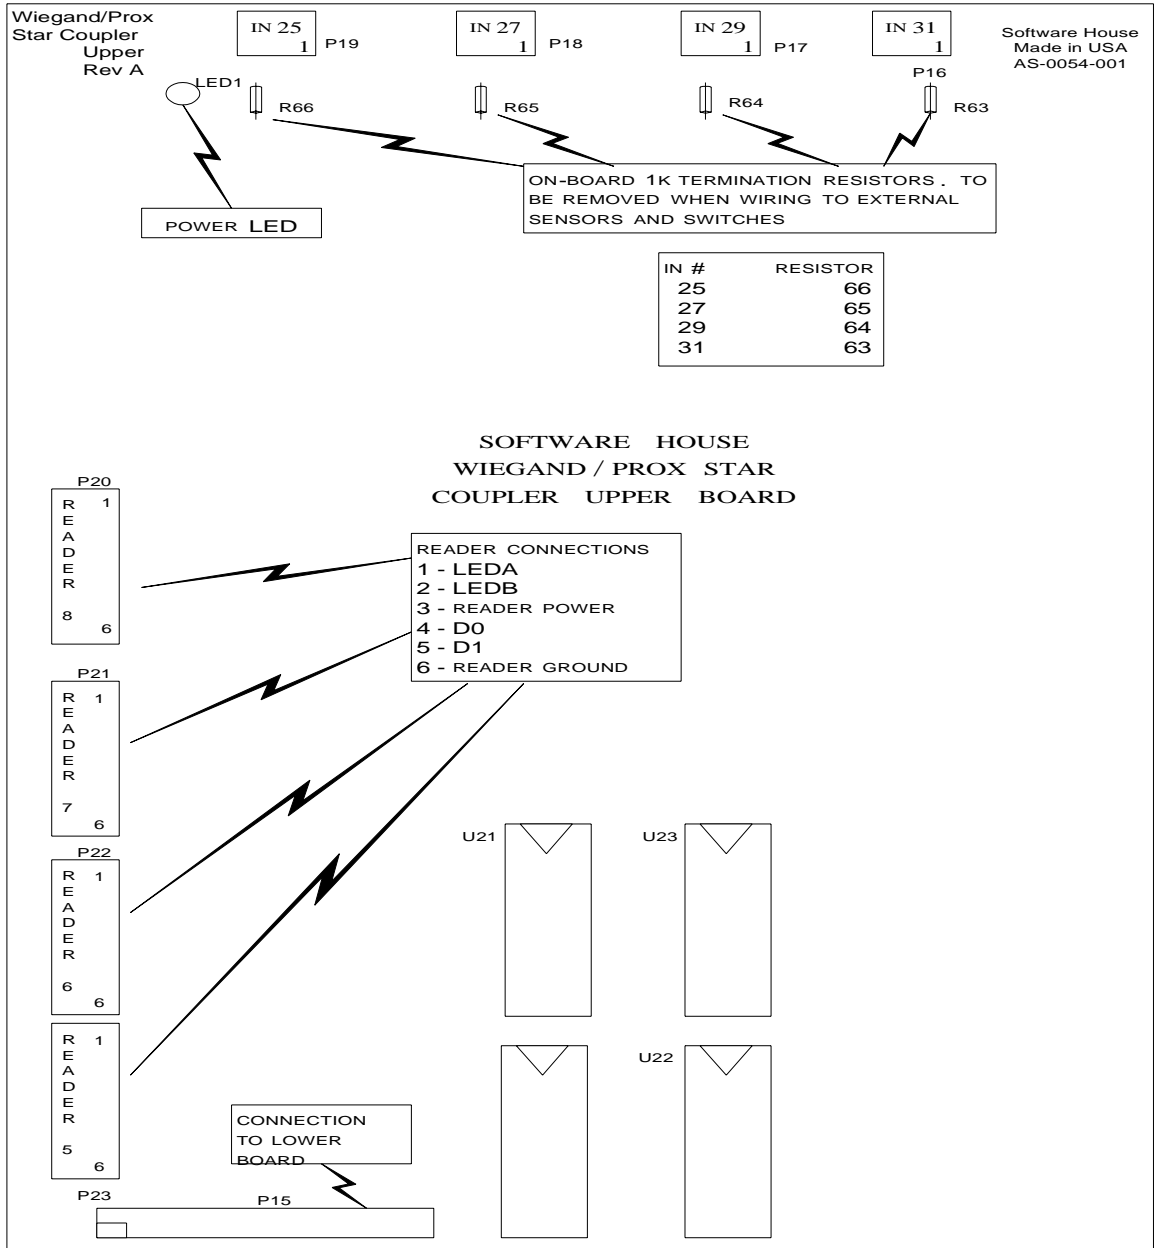 Wiegand/Prox
Star Coupler
Upper
Rev A
IN 25
1
P19
IN 27
1
P18
IN 29
1
P17
IN 31
1
P16
Software House
Made in USA
AS-0054-001
LED1
R66
R65
R64
R63
POWER LED
ON-BOARD 1K TERMINATION RESISTORS. TO
BE REMOVED WHEN WIRING TO EXTERNAL
SENSORS AND SWITCHES
IN # RESISTOR
25 66
27 65
29 64
31 63
SOFTWARE HOUSE
WIEGAND / PROX STAR
COUPLER UPPER BOARD
P20
READER 8
1
6
READER CONNECTIONS
1 - LEDA
2 - LEDB
3 - READER POWER
4 - D0
5 - D1
6 - READER GROUND
P21
READER 7
1
6
P22
READER 6
1
6
READER 5
1
6
P23
U21
U23
U22
CONNECTION
TO LOWER
BOARD
P15